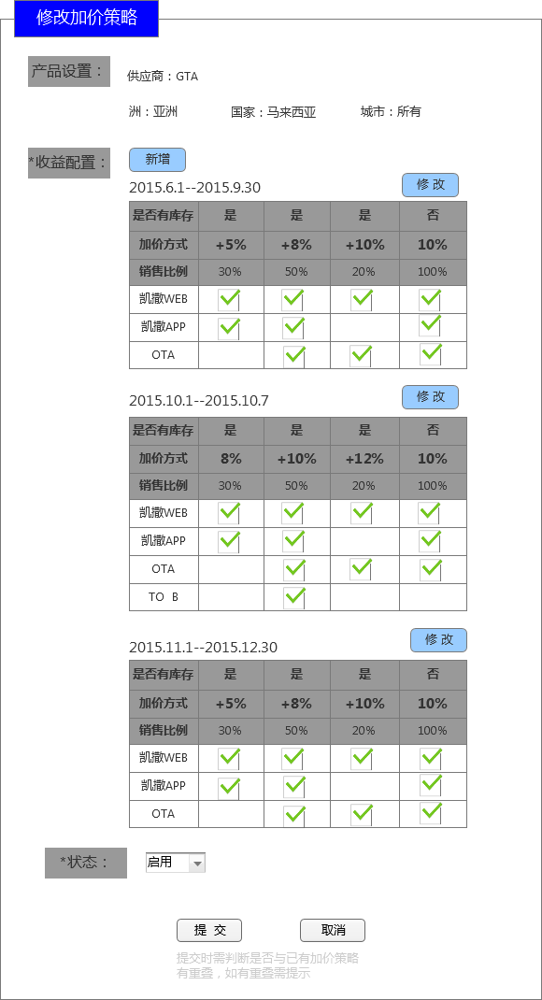 修改加价策略
产品设置：
供应商：GTA
洲：亚洲 国家：马来西亚 城市：所有
*收益配置：
新增
2015.6.1--2015.9.30
修 改
是否有库存 是 是 是 否
加价方式 +5% +8% +10% 10%
销售比例 30% 50% 20% 100%
凯撒WEB
凯撒APP
OTA
2015.10.1--2015.10.7
修 改
是否有库存 是 是 是 否
加价方式 8% +10% +12% 10%
销售比例 30% 50% 20% 100%
凯撒WEB
凯撒APP
OTA
TO B
2015.11.1--2015.12.30
修 改
是否有库存 是 是 是 否
加价方式 +5% +8% +10% 10%
销售比例 30% 50% 20% 100%
凯撒WEB
凯撒APP
OTA
*状态：
启用
提 交 取消
提交时需判断是否与已有加价策略
有重叠，如有重叠需提示